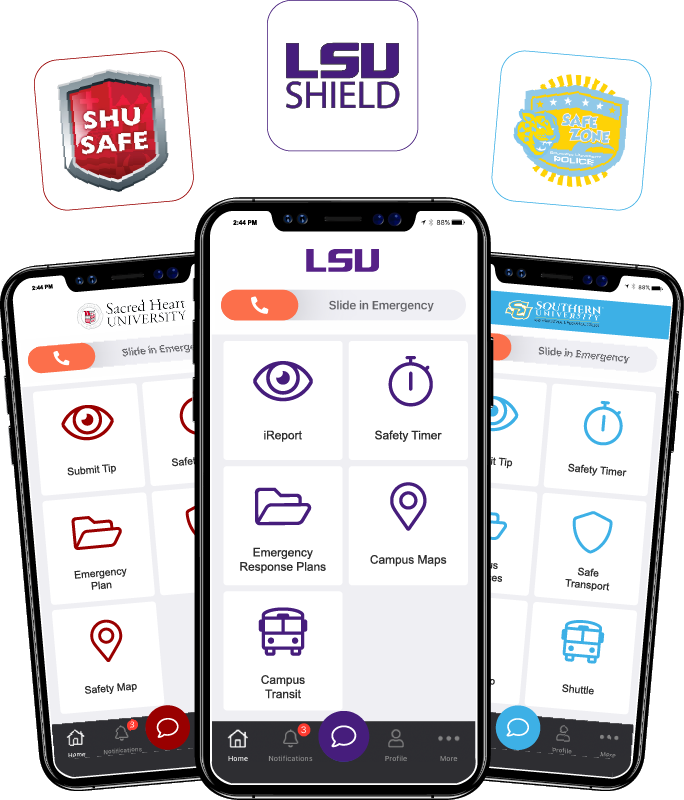 LSU
SHIELD
SHU
SAFE
SAFE
ZONE
POLICE
2:44 PM
88%
LSU
Slide in Emergency
iReport
Safety Timer
Emergency
Response Plans
Campus Maps
Campus
Transit
3
Home
Notifications
Profile
More
2:44 PM
Sacred Heart
UNIVERSITY
Slide in Emerge
Submit Tip
Safe
Emergency
Plan
Safety Map
3
Home
Notifications
88%
SOUTHERN
UNIVERSITY
Slide in Emergency
it Tip
Safety Timer
Safe
Transport
Shuttle
Profile
More